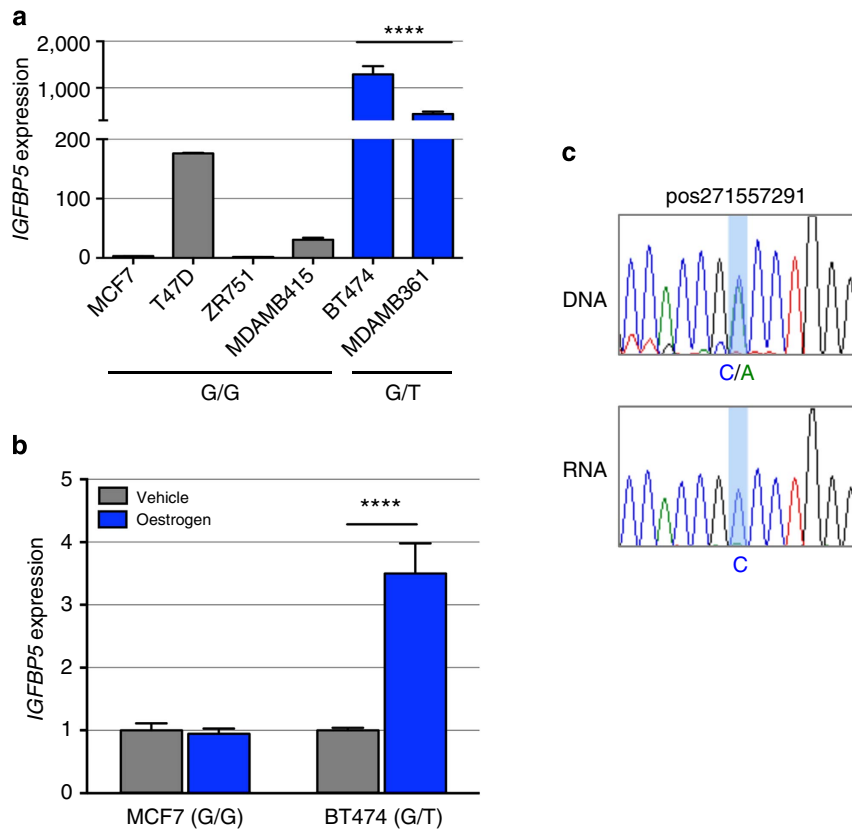 a
IGFBP5 expression
2,000
1,000
200
100
0
****
MCF7
T47D
ZR751
MDAMB415
BT474
MDAMB361
G/G
G/T
b
IGFBP5 expression
5
4
3
2
1
0
Vehicle
Oestrogen
****
MCF7 (G/G)
BT474 (G/T)
c
pos271557291
DNA
C/A
RNA
C